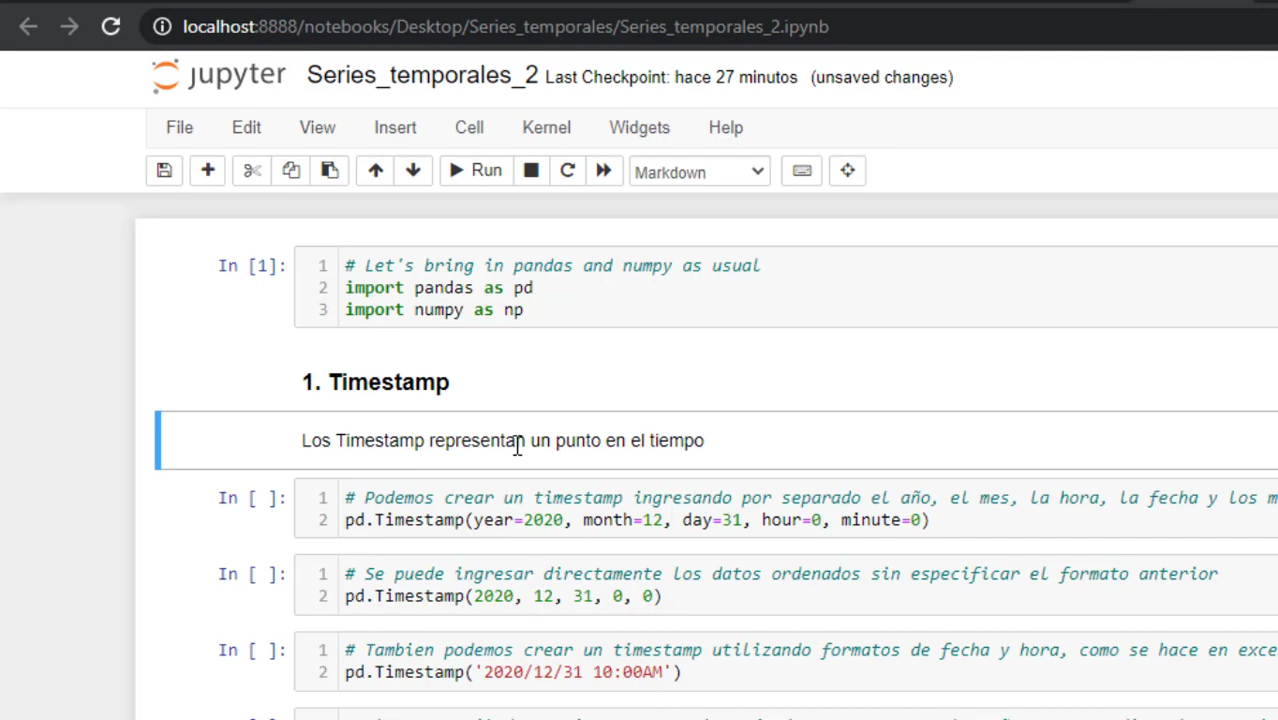 localhost:8888/notebooks/Desktop/Series_temporales/Series_temporales_2.ipynb
jupyter Series_temporales_2 Last Checkpoint: hace 27 minutos (unsaved changes)
File Edit View Insert Cell Kernel Widgets Help
Run Markdown
In [1]: 1 # Let's bring in pandas and numpy as usual
2 import pandas as pd
3 import numpy as np
1. Timestamp
Los Timestamp representan un punto en el tiempo
In [ ]: 1 # Podemos crear un timestamp ingresando por separado el año, el mes, la hora, la fecha y los m
2 pd.Timestamp(year=2020, month=12, day=31, hour=0, minute=0)
In [ ]: 1 # Se puede ingresar directamente los datos ordenados sin especificar el formato anterior
2 pd.Timestamp(2020, 12, 31, 0, 0)
In [ ]: 1 # Tambien podemos crear un timestamp utilizando formatos de fecha y hora, como se hace en exce
2 pd.Timestamp('2020/12/31 10:00AM')